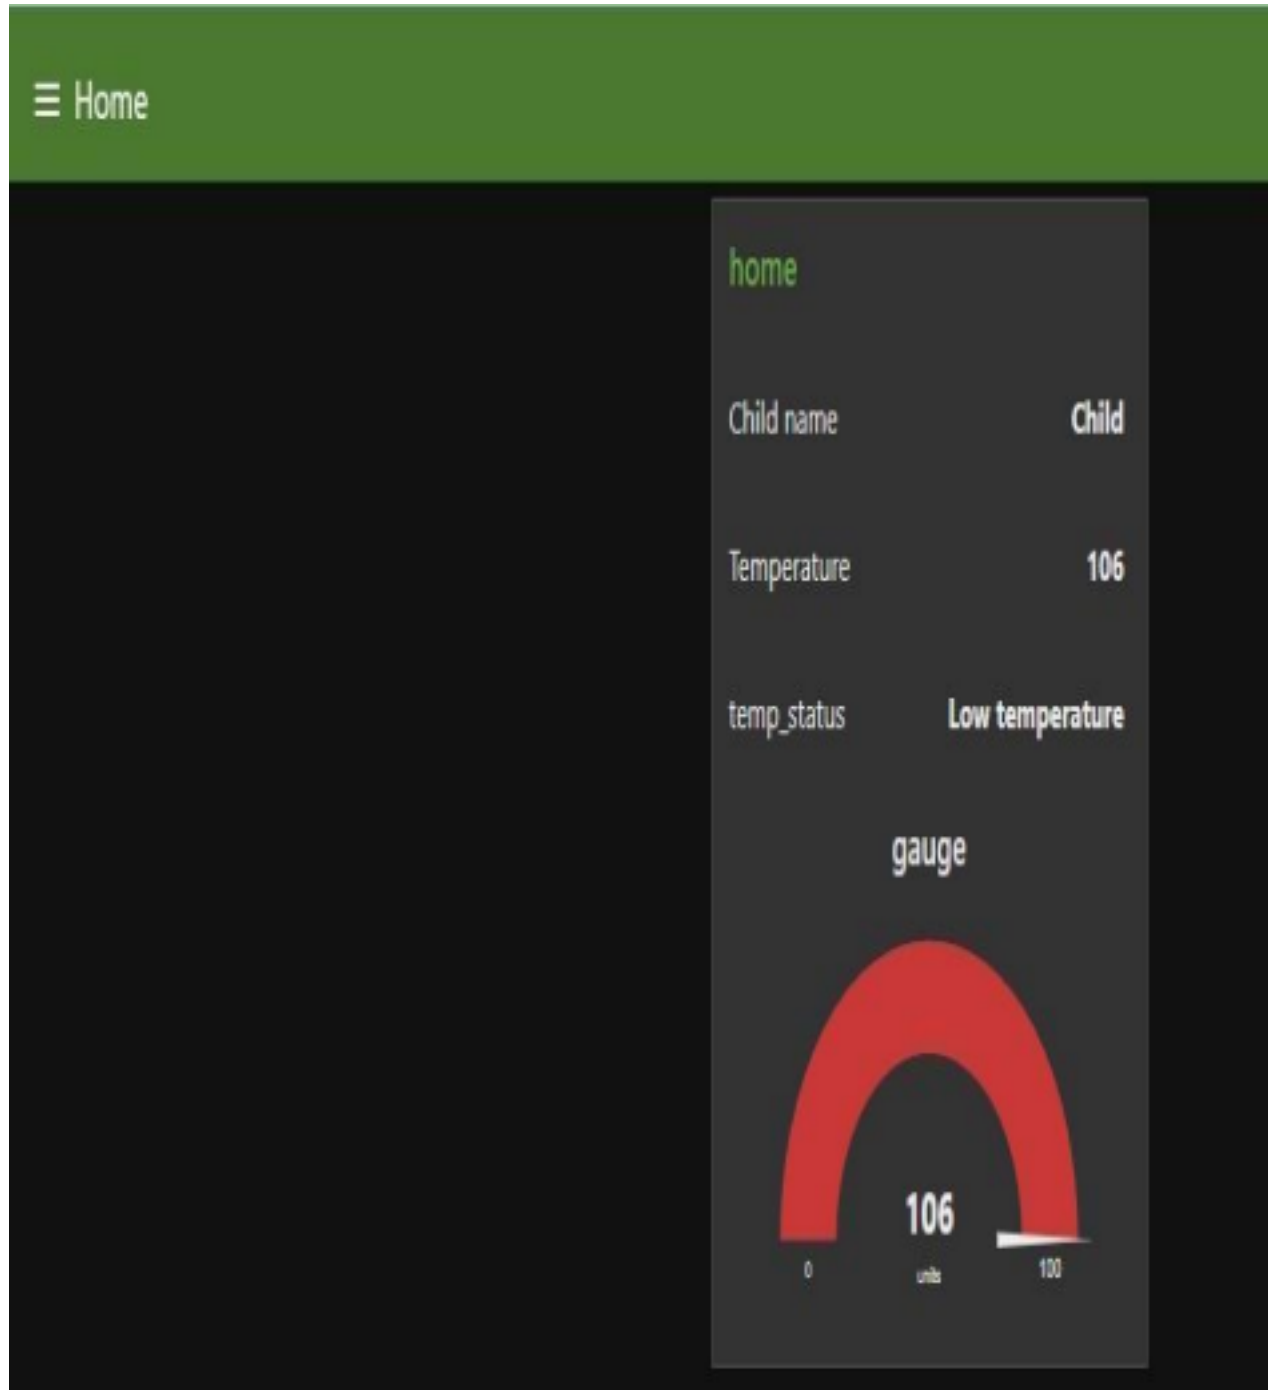 Home
home
Child name Child
Temperature 106
temp_status Low temperature
gauge
106
0 units 100